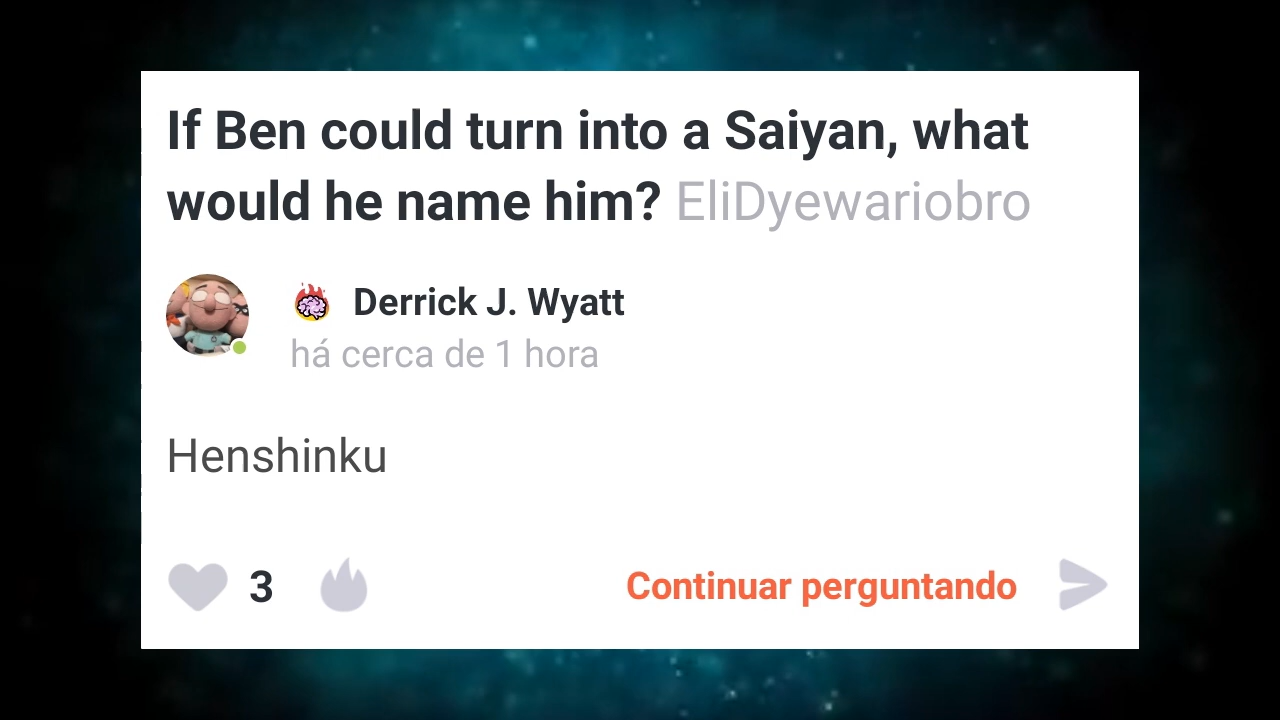 If Ben could turn into a Saiyan, what
would he name him? EliDyewariobro
Derrick J. Wyatt
há cerca de 1 hora
Henshinku
3
Continuar perguntando